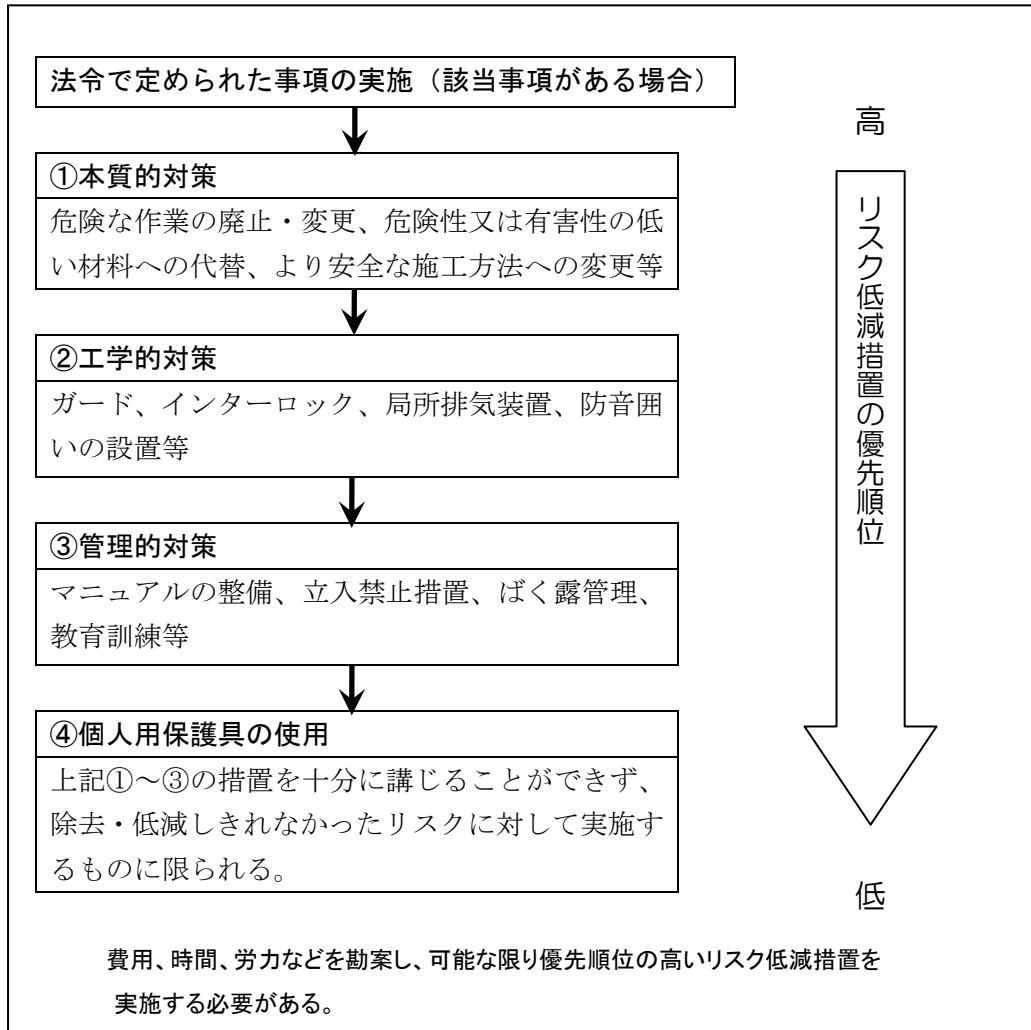 法令で定められた事項の実施（該当事項がある場合）
①本質的対策
危険な作業の廃止・変更、危険性又は有害性の低
い材料への代替、より安全な施工方法への変更等
②工学的対策
ガード、インターロック、局所排気装置、防音囲
いの設置等
③管理的対策
マニュアルの整備、立入禁止措置、ばく露管理、
教育訓練等
④個人用保護具の使用
上記①～③の措置を十分に講じることができず、
除去・低減しきれなかったリスクに対して実施す
るものに限られる。
高
リスク低減措置の優先順位
低
費用、時間、労力などを勘案し、可能な限り優先順位の高いリスク低減措置を
実施する必要がある。